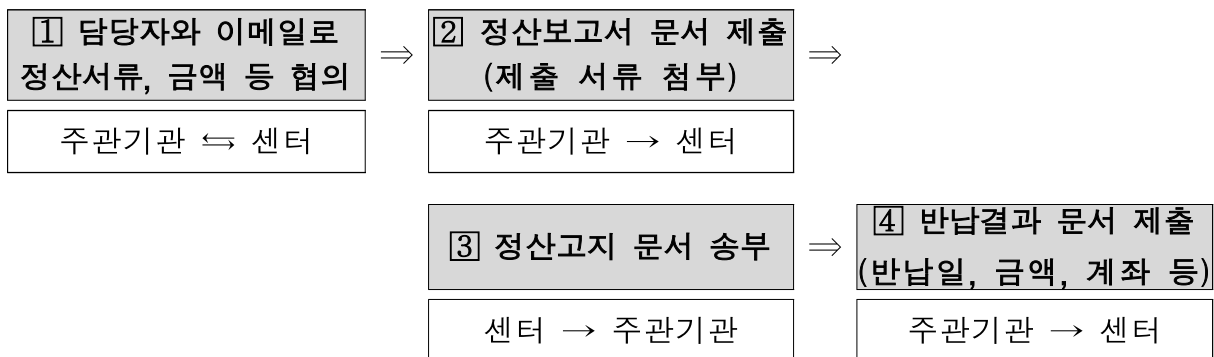 1 담당자와 이메일로
정산서류, 금액 등 협의
⇒
2 정산보고서 문서 제출
(제출 서류 첨부)
⇒
주관기관 ⇆ 센터
주관기관 → 센터
3 정산고지 문서 송부
⇒
4 반납결과 문서 제출
(반납일, 금액, 계좌 등)
센터 → 주관기관
주관기관 → 센터